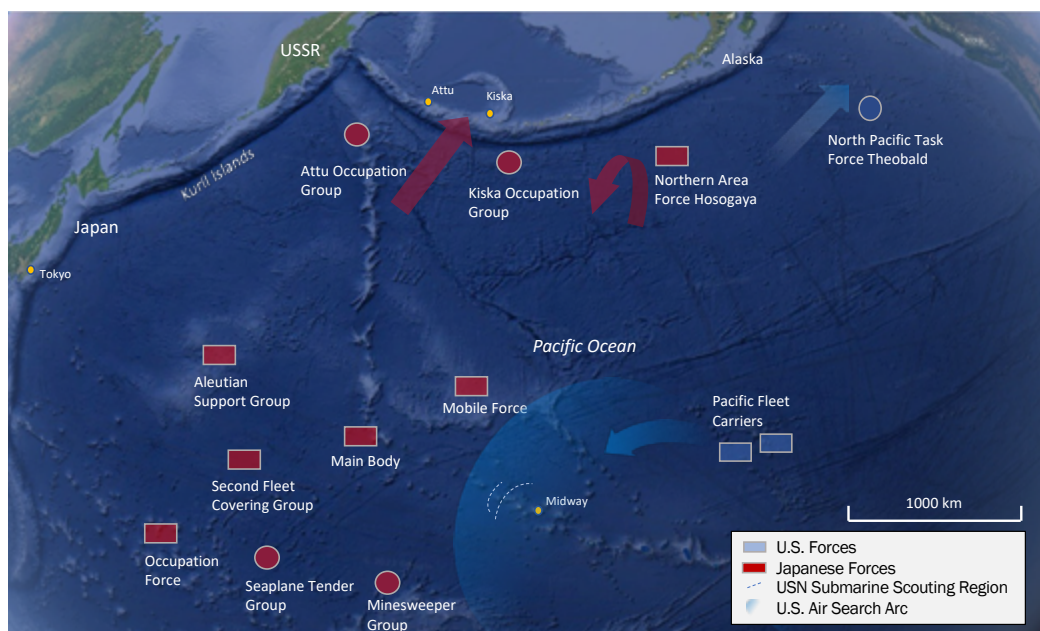 USSR
Alaska
Attu
Kiska
North Pacific Task
Force Theobald
Attu Occupation
Group
Kiska Occupation
Group
Northern Area
Force Hosogaya
Kuril Islands
Japan
Tokyo
Pacific Ocean
Aleutian
Support Group
Mobile Force
Pacific Fleet
Carriers
Main Body
Second Fleet
Covering Group
Midway
1000 km
Occupation
Force
Seaplane Tender
Group
Minesweeper
Group
U.S. Forces
Japanese Forces
USN Submarine Scouting Region
U.S. Air Search Arc